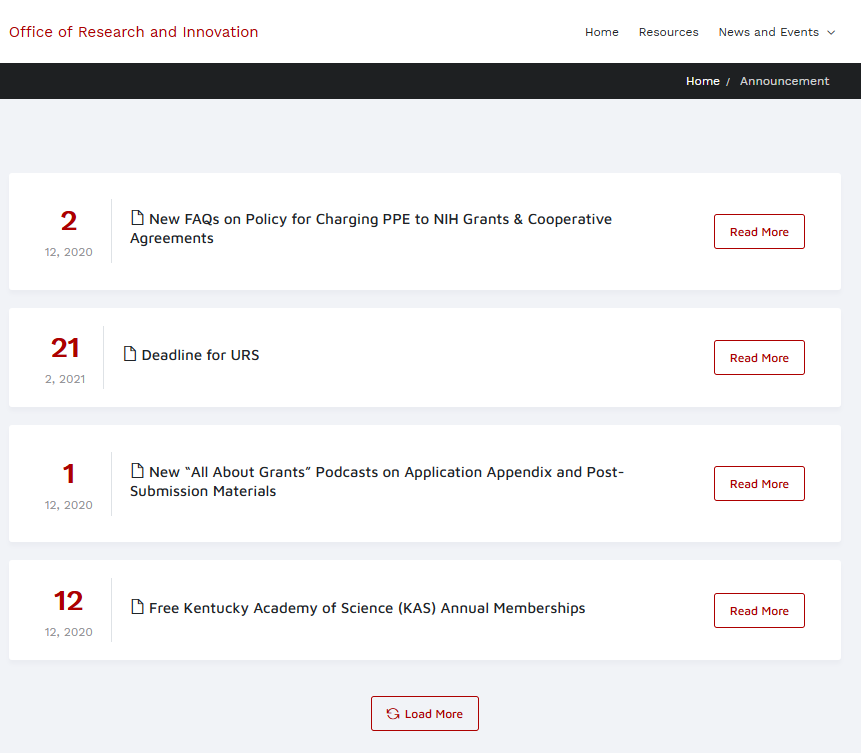 Office of Research and Innovation
Home Resources News and Events
Home / Announcement
2
12, 2020
New FAQs on Policy for Charging PPE to NIH Grants & Cooperative
Agreements
Read More
21
2, 2021
Deadline for URS
Read More
1
12, 2020
New “All About Grants” Podcasts on Application Appendix and Post-
Submission Materials
Read More
12
12, 2020
Free Kentucky Academy of Science (KAS) Annual Memberships
Read More
Load More